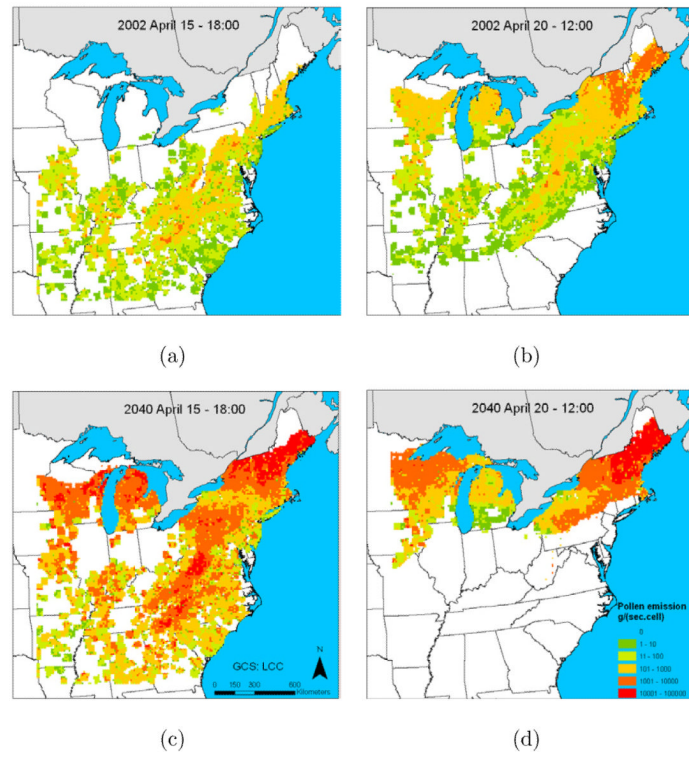 2002 April 15 - 18:00
2002 April 20 - 12:00
(a)
(b)
2040 April 15 - 18:00
2040 April 20 - 12:00
GCS: LCC
N
0 150 300 600
Kilometers
Pollen emission
g/(sec.cell)
0
1 - 10
11 - 100
101 - 1000
1001 - 10000
10001 - 100000
(c)
(d)